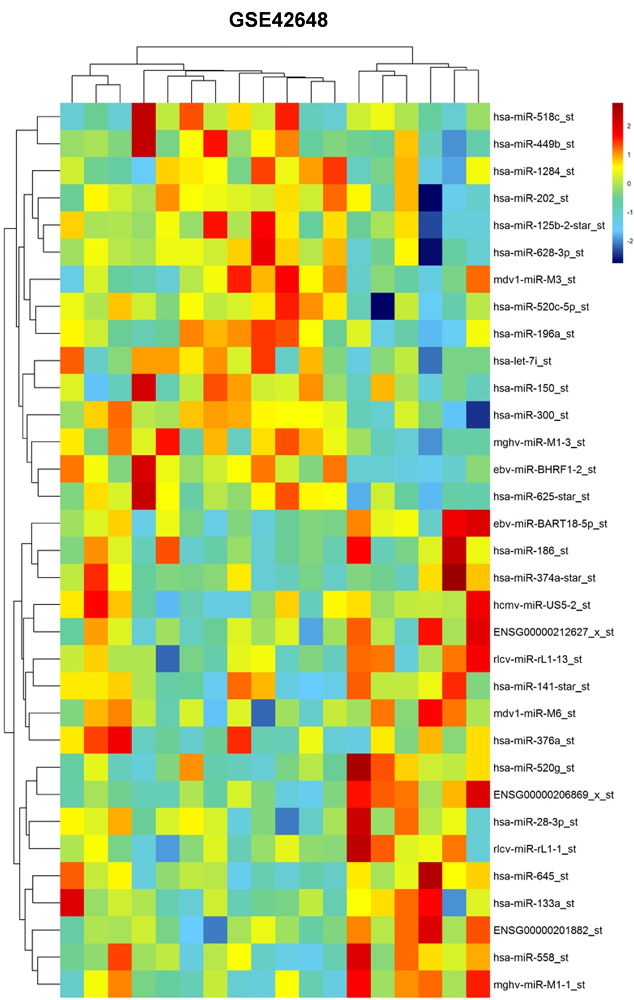 GSE42648
hsa-miR-518c_st
hsa-miR-449b_st
hsa-miR-1284_st
hsa-miR-202_st
hsa-miR-125b-2-star_st
hsa-miR-628-3p_st
mdv1-miR-M3_st
hsa-miR-520c-5p_st
hsa-miR-196a_st
hsa-let-7i_st
hsa-miR-150_st
hsa-miR-300_st
mghv-miR-M1-3_st
ebv-miR-BHRF1-2_st
hsa-miR-625-star_st
ebv-miR-BART18-5p_st
hsa-miR-186_st
hsa-miR-374a-star_st
hcmv-miR-US5-2_st
ENSG00000212627_x_st
rlcv-miR-rL1-13_st
hsa-miR-141-star_st
mdv1-miR-M6_st
hsa-miR-376a_st
hsa-miR-520g_st
ENSG00000206869_x_st
hsa-miR-28-3p_st
rlcv-miR-rL1-1_st
hsa-miR-645_st
hsa-miR-133a_st
ENSG00000201882_st
hsa-miR-558_st
mghv-miR-M1-1_st
2
1
0
-1
-2